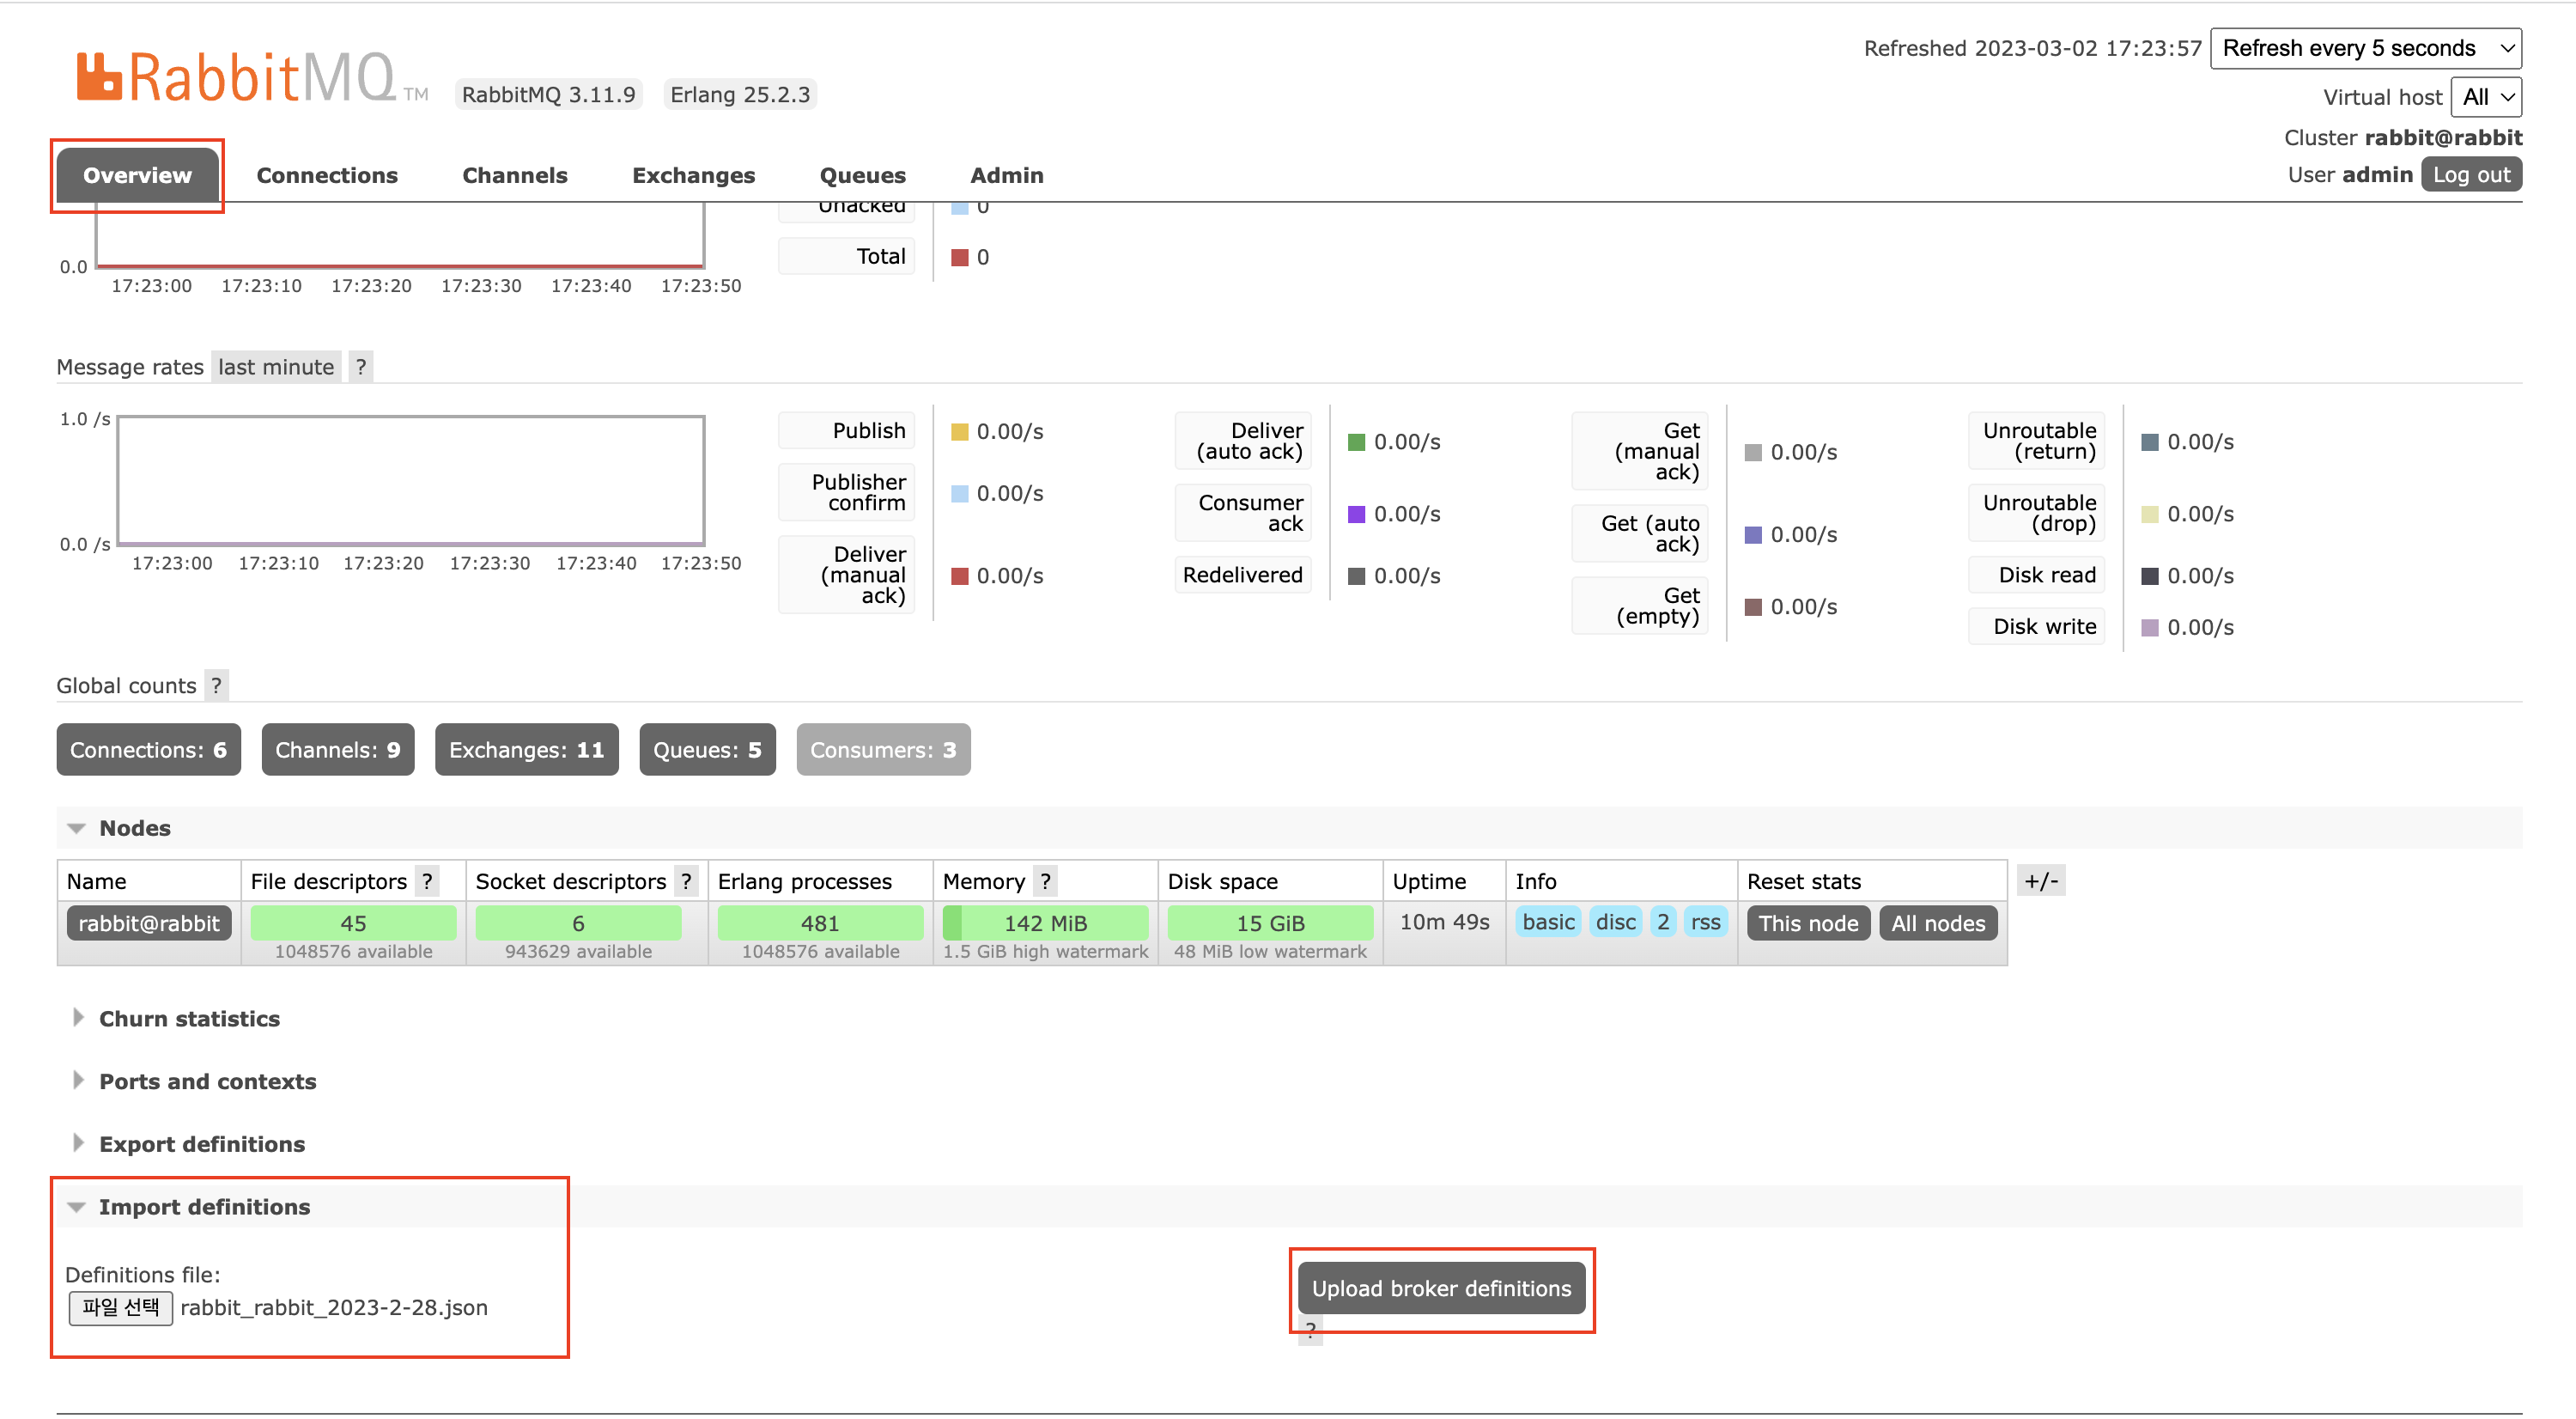 RabbitMQ TM RabbitMQ 3.11.9 Erlang 25.2.3
Refreshed 2023-03-02 17:23:57 Refresh every 5 seconds
Virtual host All
Cluster rabbit@rabbit
User admin Log out
Overview Connections Channels Exchanges Queues Admin
Unacked 0
Total 0
0.0
17:23:00 17:23:10 17:23:20 17:23:30 17:23:40 17:23:50
Message rates last minute ?
1.0 /s
0.0 /s
17:23:00 17:23:10 17:23:20 17:23:30 17:23:40 17:23:50
Publish 0.00/s
Publisher
confirm 0.00/s
Deliver
(manual
ack) 0.00/s
Deliver
(auto ack) 0.00/s
Consumer
ack 0.00/s
Redelivered 0.00/s
Get
(manual
ack) 0.00/s
Get (auto
ack) 0.00/s
Get
(empty) 0.00/s
Unroutable
(return) 0.00/s
Unroutable
(drop) 0.00/s
Disk read 0.00/s
Disk write 0.00/s
Global counts ?
Connections: 6 Channels: 9 Exchanges: 11 Queues: 5 Consumers: 3
Nodes
Name File descriptors ? Socket descriptors ? Erlang processes Memory ? Disk space Uptime Info Reset stats +/-
rabbit@rabbit 45 6 481 142 MiB 15 GiB 10m 49s basic disc 2 rss This node All nodes
1048576 available 943629 available 1048576 available 1.5 GiB high watermark 48 MiB low watermark
Churn statistics
Ports and contexts
Export definitions
Import definitions
Definitions file:
파일 선택 rabbit_rabbit_2023-2-28.json
Upload broker definitions
?